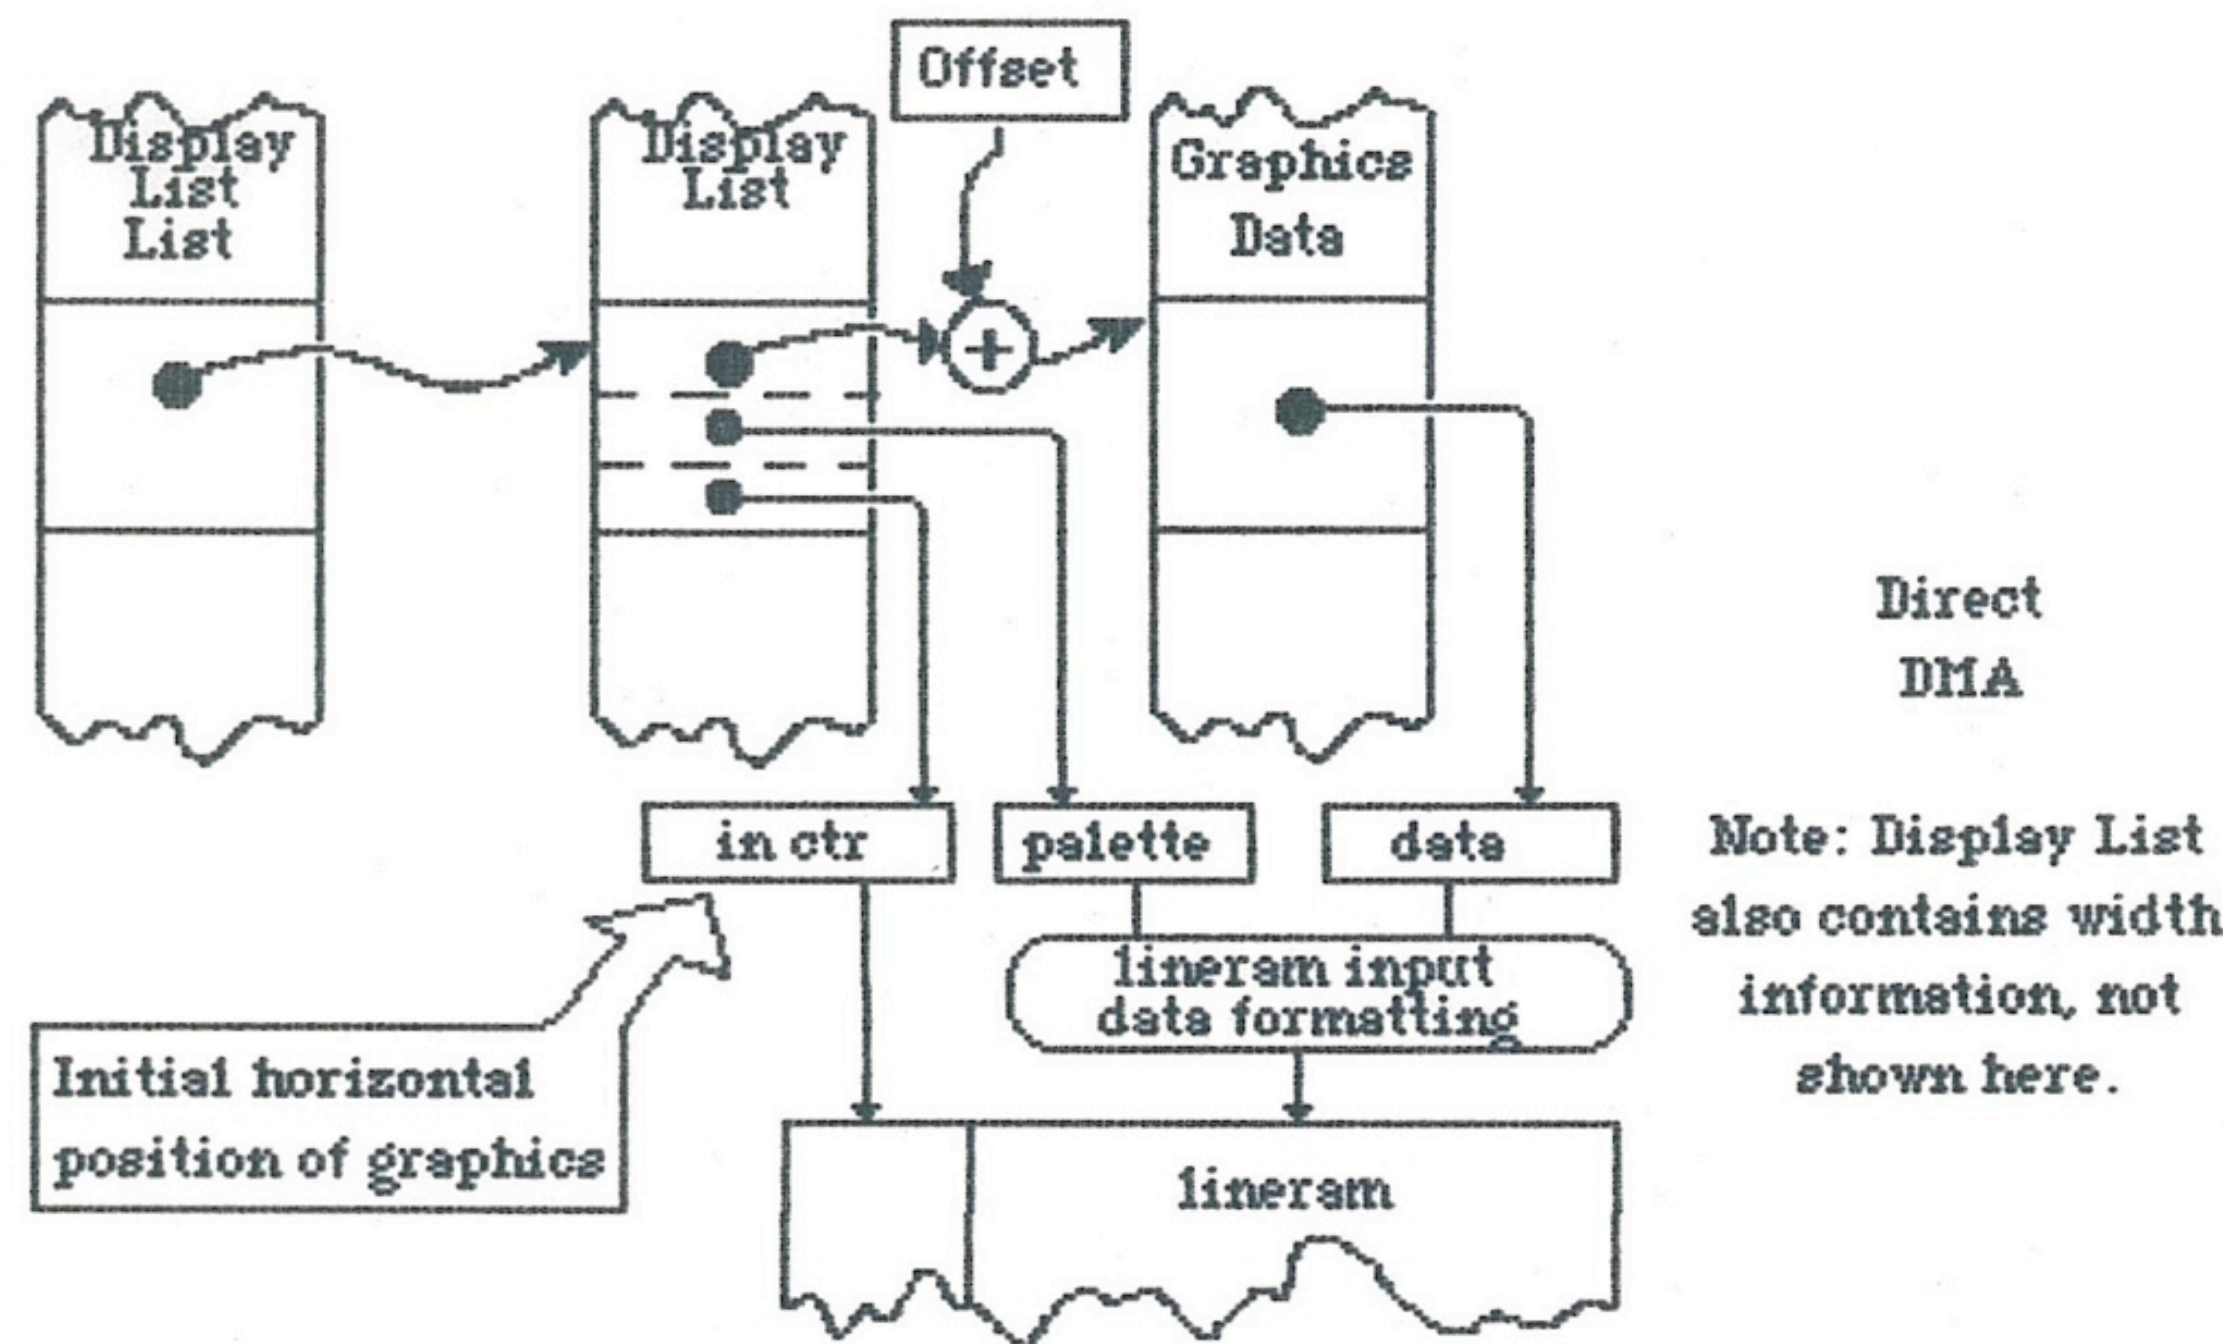 Offset
Display
List
List
Display
List
Graphics
Data
+
Direct
DMA
in ctr
palette
data
Note: Display List
also contains width
information, not
shown here.
lineram input
data formatting
Initial horizontal
position of graphics
lineram